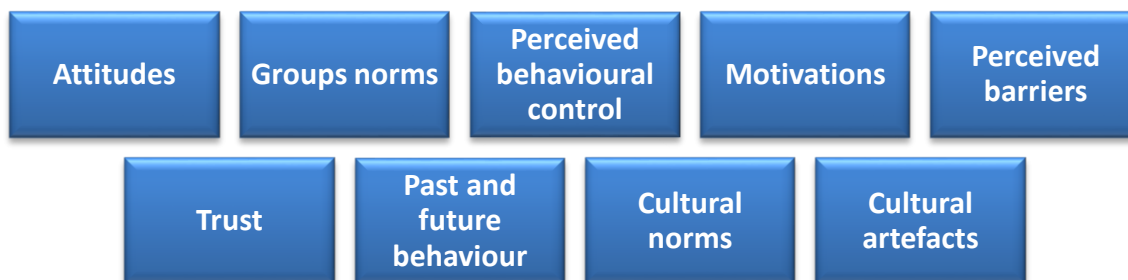 Attitudes
Groups norms
Perceived
behavioural
control
Motivations
Perceived
barriers
Trust
Past and
future
behaviour
Cultural
norms
Cultural
artefacts